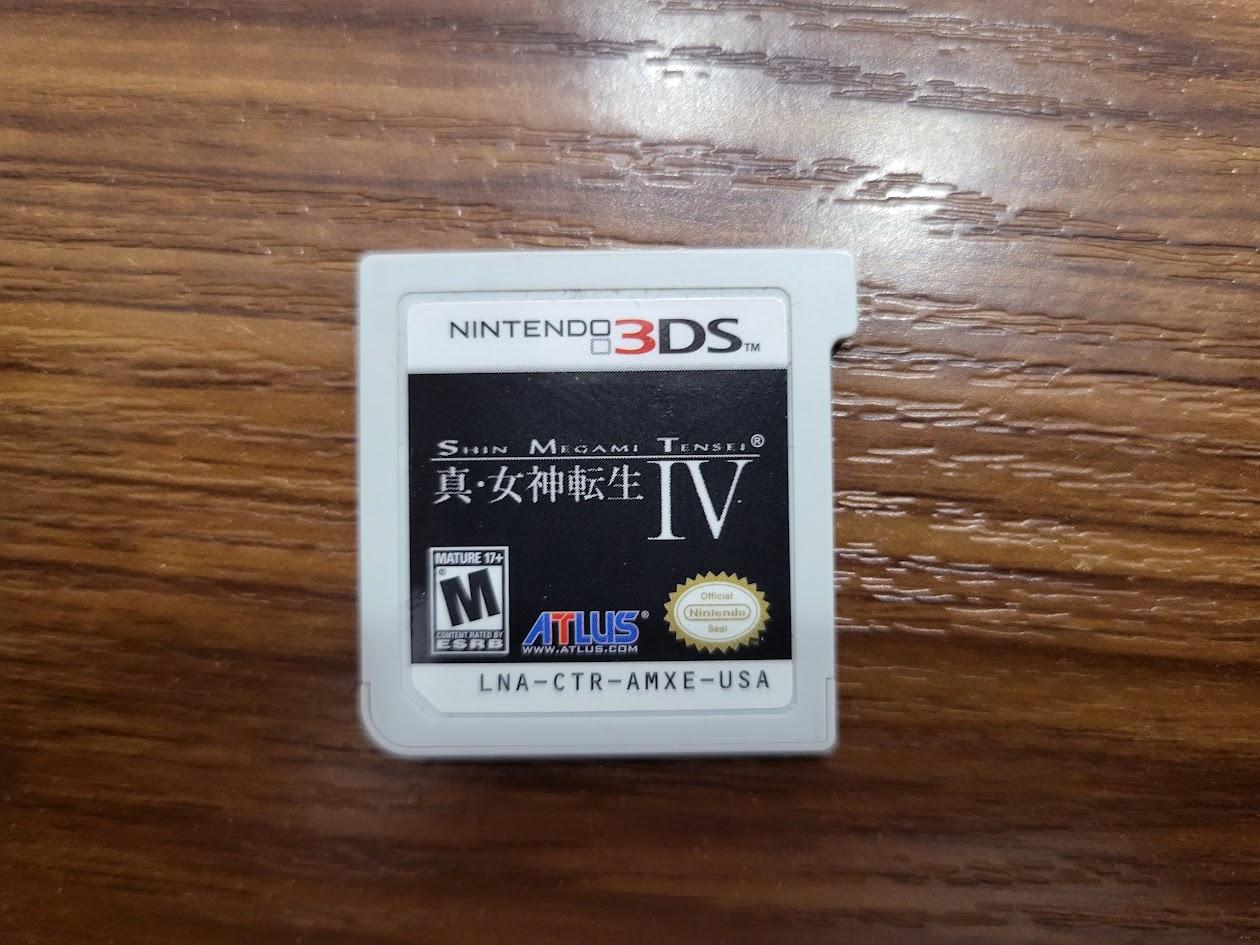 NINTENDO 3DS™
SHIN MEGAMI TENSEI®
真・女神転生 IV
MATURE 17+
M®
CONTENT RATED BY
ESRB
ATLUS®
WWW.ATLUS.COM
Official
Nintendo
Seal
LNA-CTR-AMXE-USA